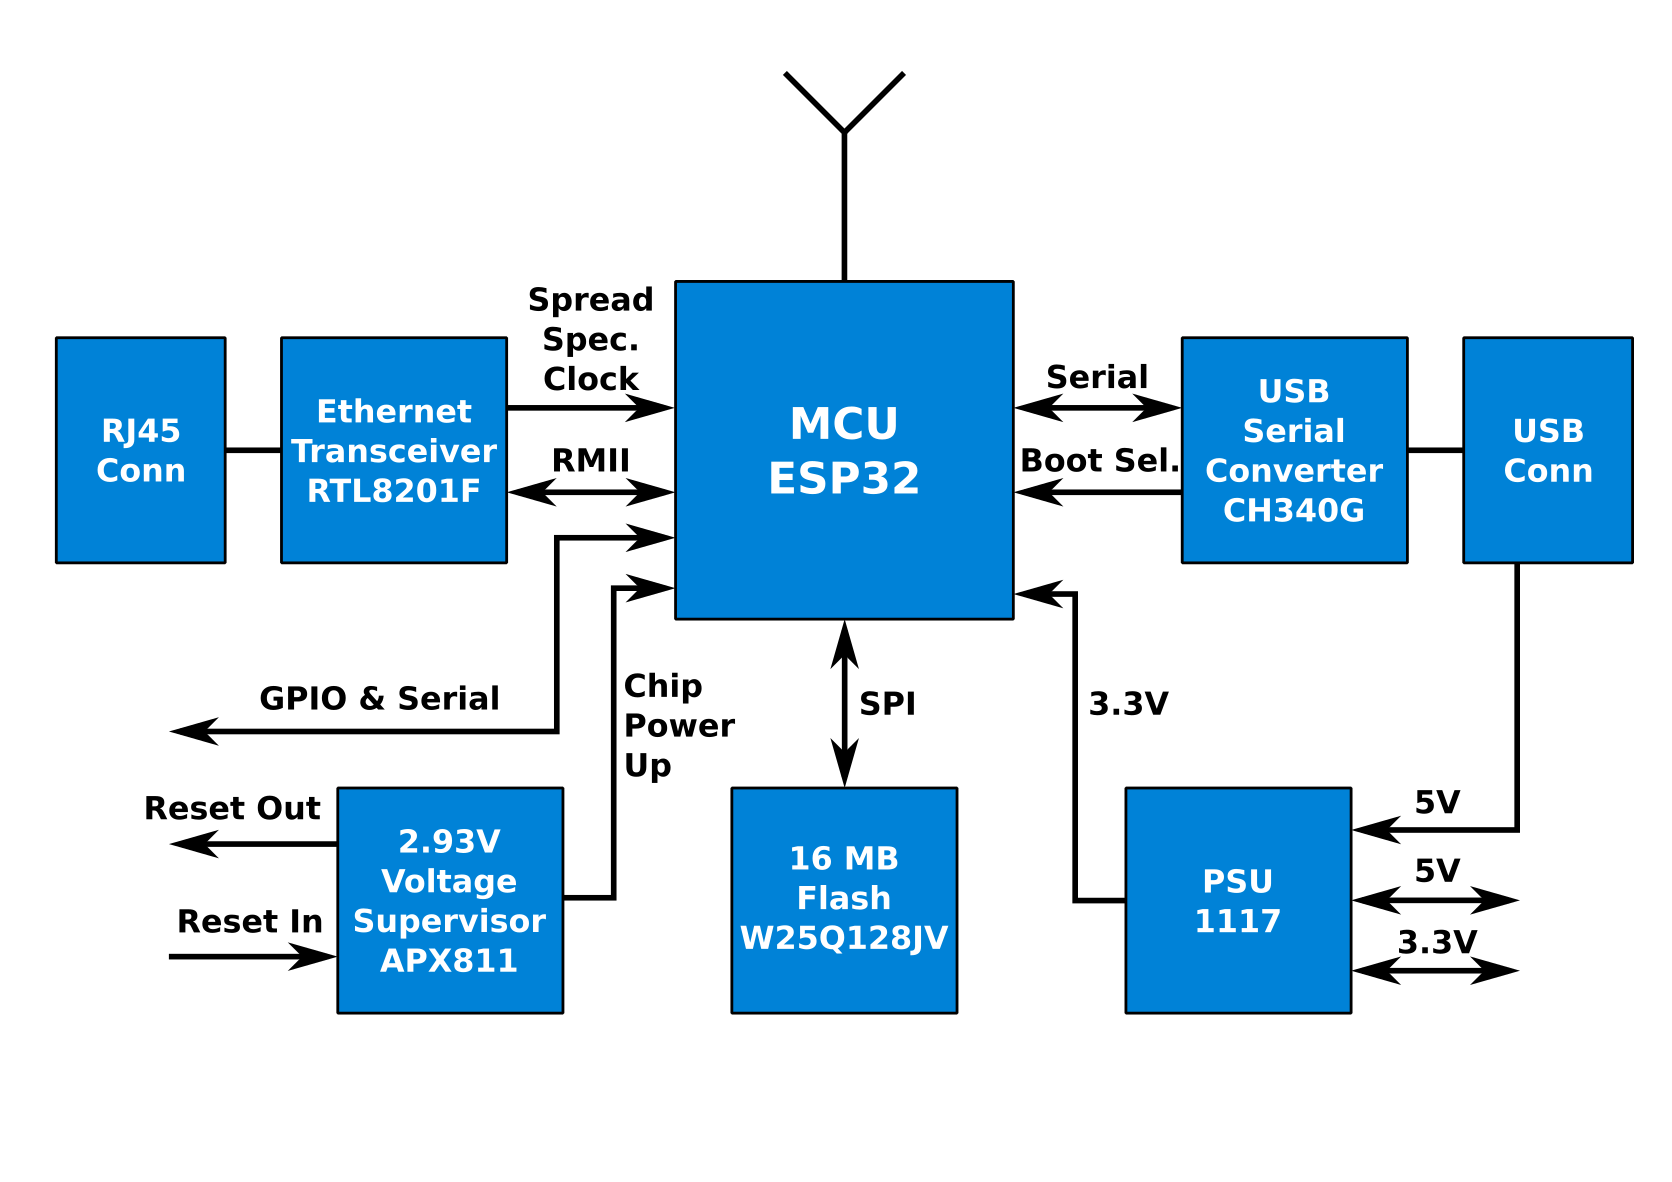 Spread
Spec.
Clock
RJ45
Conn
Ethernet
Transceiver
RTL8201F
RMII
MCU
ESP32
Serial
Boot Sel.
USB
Serial
Converter
CH340G
USB
Conn
GPIO & Serial
Chip
Power
Up
SPI
3.3V
Reset Out
Reset In
2.93V
Voltage
Supervisor
APX811
16 MB
Flash
W25Q128JV
PSU
1117
5V
5V
3.3V